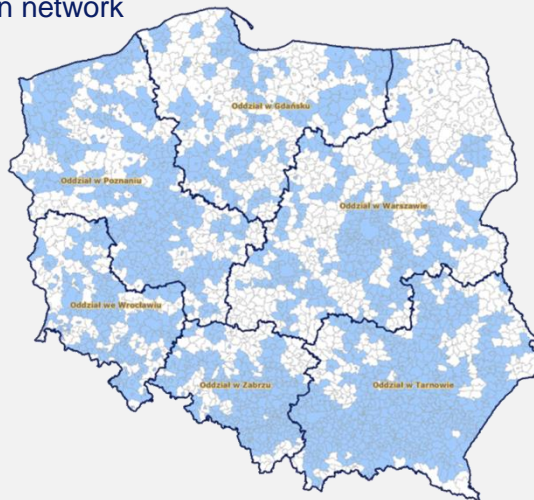 n network
Oddział w Gdańsku
Oddział w Poznaniu
Oddział w Warszawie
Oddział we Wrocławiu
Oddział w Zabrzu
Oddział w Tarnowie